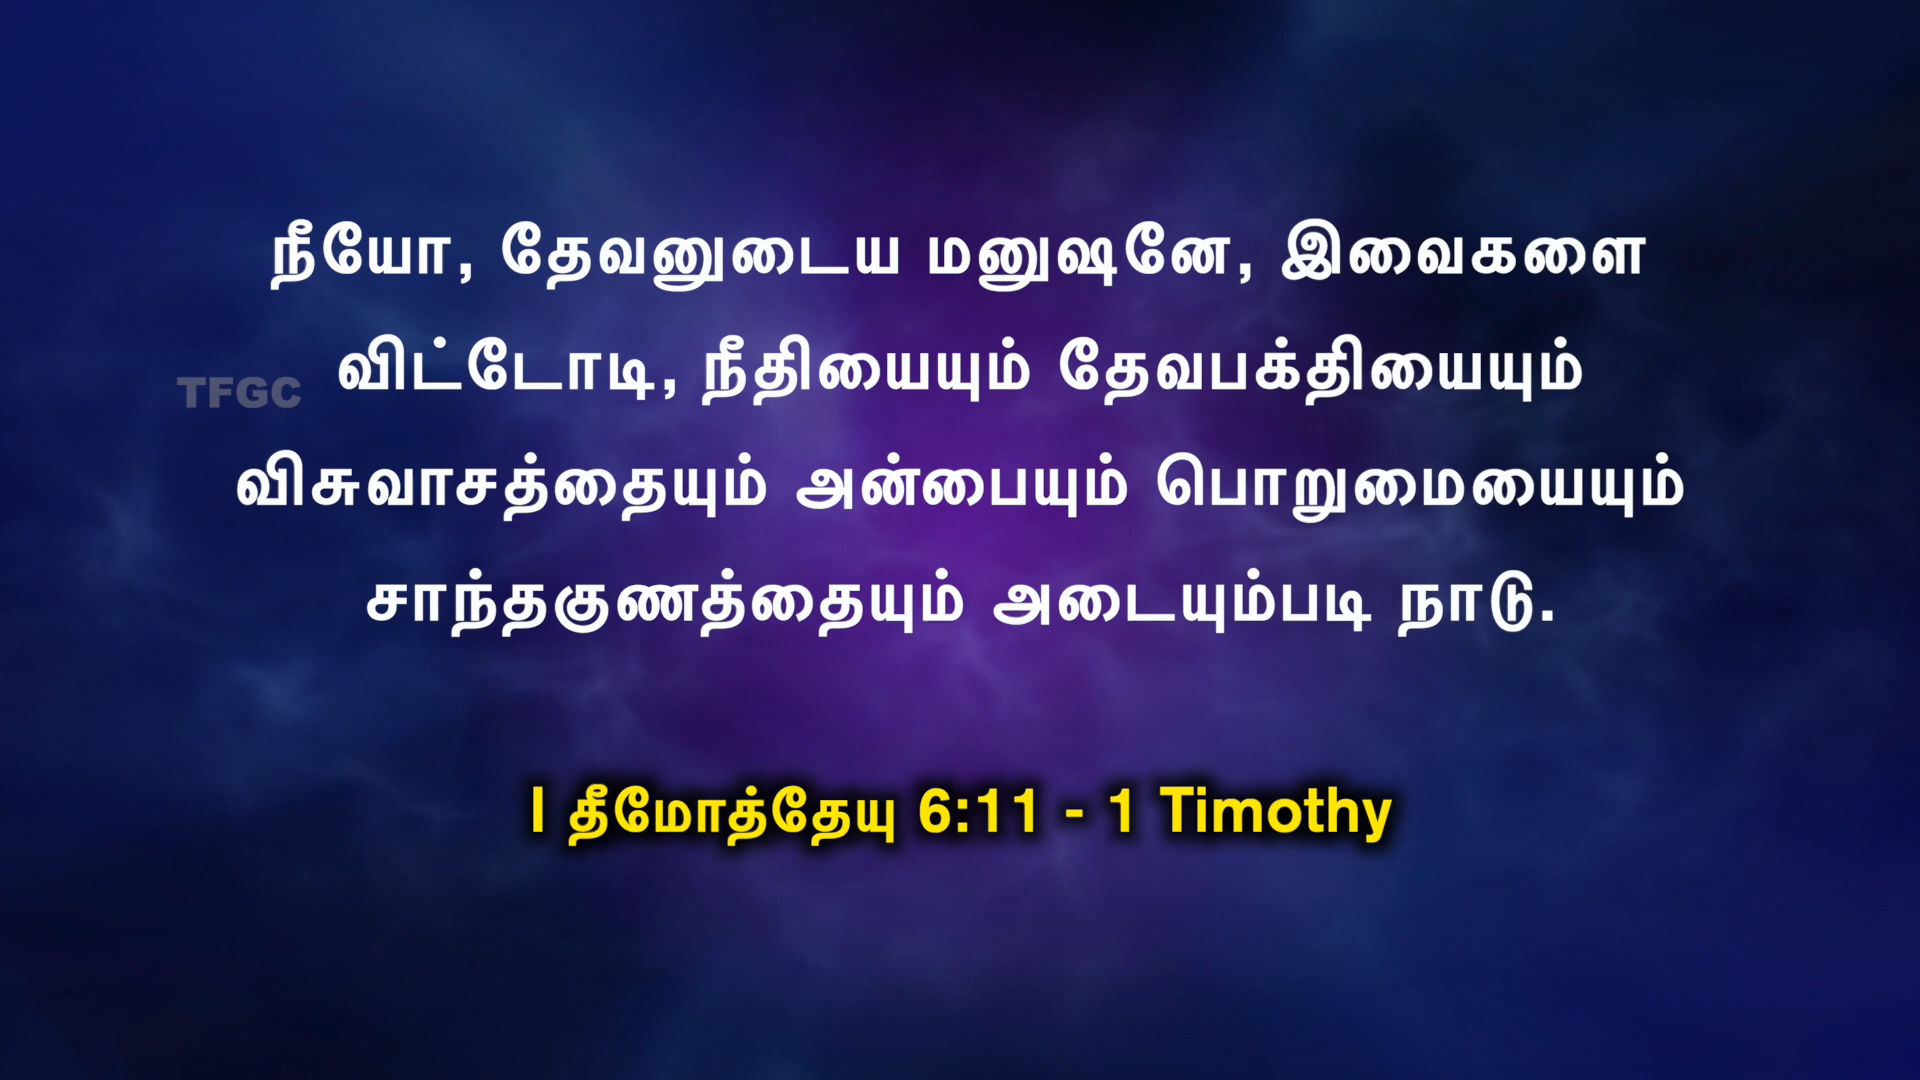 நீயோ, தேவனுடைய மனுஷனே, இவைகளை
விட்டோடி, நீதியையும் தேவபக்தியையும்
TFGC
விசுவாசத்தையும் அன்பையும் பொறுமையையும்
சாந்தகுணத்தையும் அடையும்படி நாடு.
I தீமோத்தேயு 6:11 - 1 Timothy